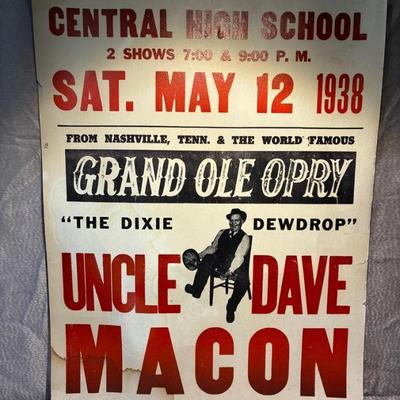 CENTRAL HIGH SCHOOL
2 SHOWS 7:00 & 9:00 P. M.
SAT. MAY 12 1938
FROM NASHVILLE, TENN. & THE WORLD FAMOUS
GRAND OLE OPRY
"THE DIXIE DEWDROP"
UNCLE DAVE
MACON